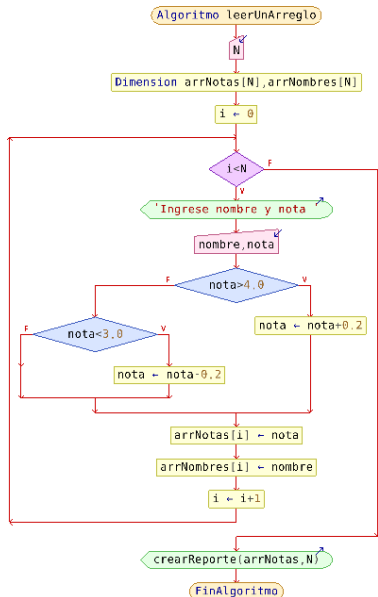 Algoritmo leerUnArreglo
N
Dimension arrNotas[N],arrNombres[N]
i ← 0
i<N
F
V
'Ingrese nombre y nota '
nombre,nota
nota>4.0
F
V
nota<3.0
F
V
nota ← nota+0.2
nota ← nota-0.2
arrNotas[i] ← nota
arrNombres[i] ← nombre
i ← i+1
crearReporte(arrNotas,N)
FinAlgoritmo